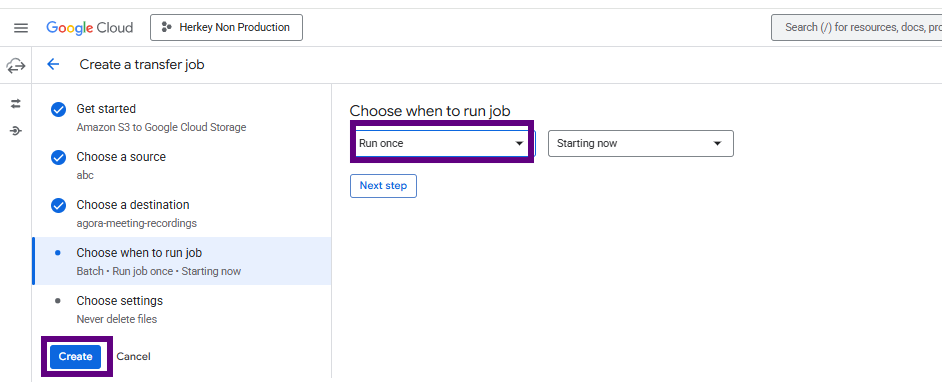 Google Cloud
Herkey Non Production
Search (/) for resources, docs, pro
Create a transfer job
Get started
Amazon S3 to Google Cloud Storage
Choose a source
abc
Choose a destination
agora-meeting-recordings
Choose when to run job
Batch • Run job once • Starting now
Choose settings
Never delete files
Create
Cancel
Choose when to run job
Run once
Starting now
Next step